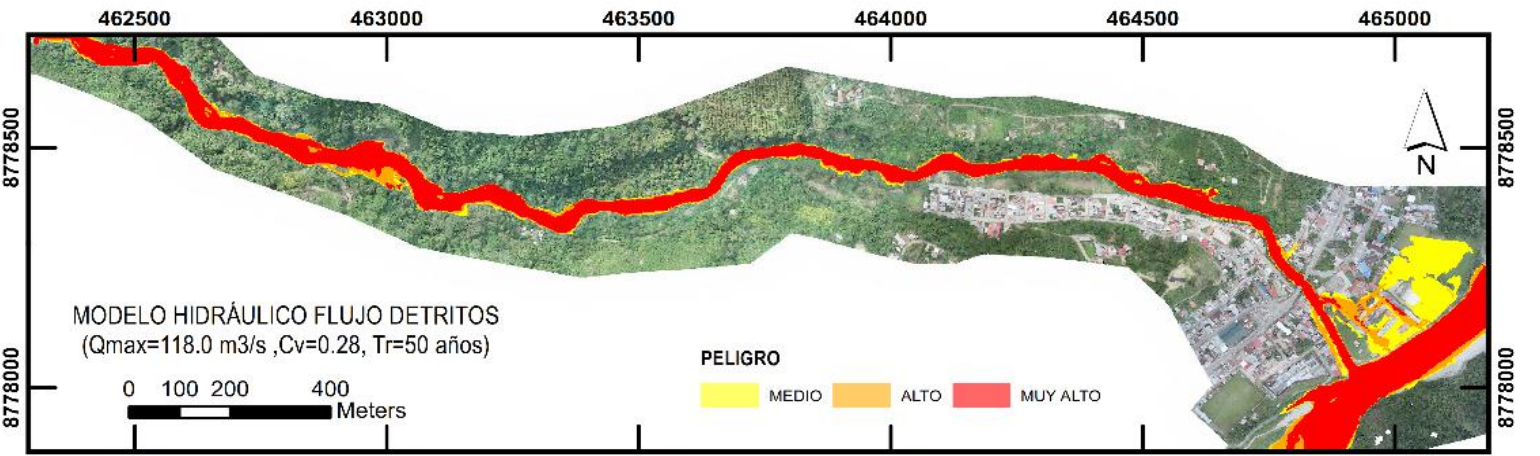 462500 463000 463500 464000 464500 465000
8778500
8778500
N
MODELO HIDRÁULICO FLUJO DETRITOS
(Qmax=118.0 m3/s ,Cv=0.28, Tr=50 años)
0 100 200 400
Meters
PELIGRO
MEDIO ALTO MUY ALTO
8778000
8778000